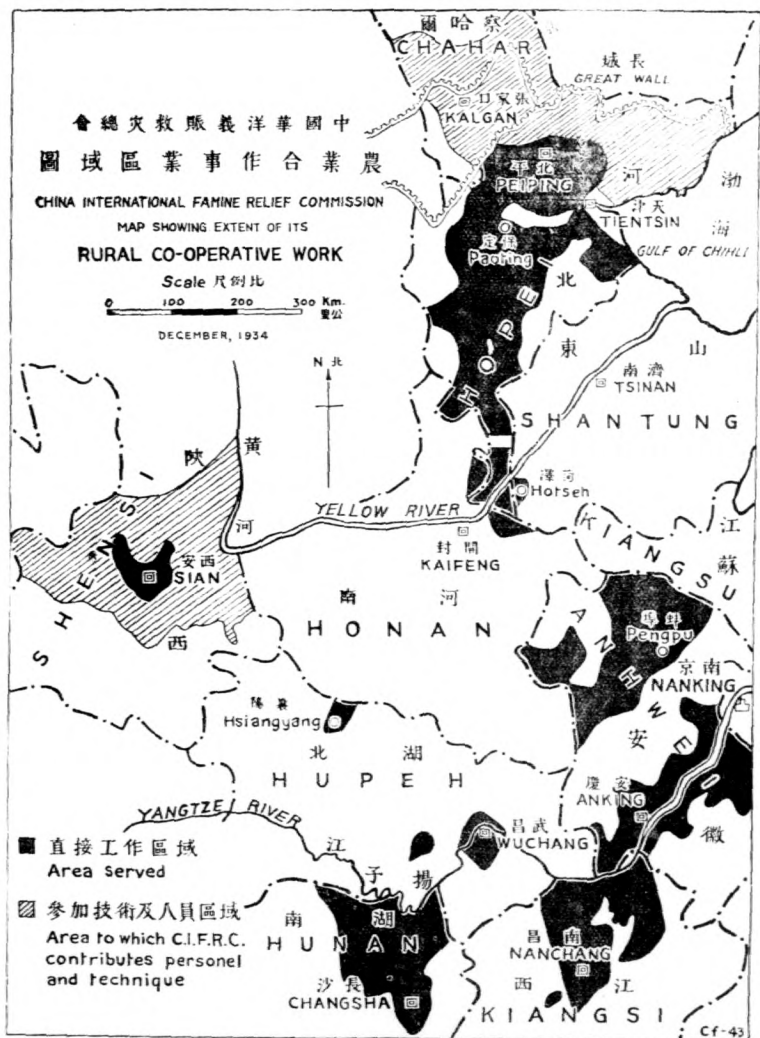 察哈爾
CHAHAR
長城
GREAT WALL
張家口
KALGAN
中國華洋義賑救灾總會
農業合作事業區域圖
CHINA INTERNATIONAL FAMINE RELIEF COMMISSION
MAP SHOWING EXTENT OF ITS
RURAL CO-OPERATIVE WORK
Scale 比例尺
0 100 200 300 Km.
公里
DECEMBER, 1934
N 北
北平
PEIPING
河北
HOPEI
天津
TIENTSIN
渤海
GULF OF CHIHLI
保定
Paoting
山東
SHANTUNG
濟南
TSINAN
黄河
YELLOW RIVER
菏澤
Hotseh
開封
KAIFENG
江蘇
KIANGSU
陝西
SHENSI
西安
SIAN
河南
HONAN
蚌埠
Pengpu
安徽
ANHWEI
南京
NANKING
襄陽
Hsiangyang
湖北
HUPEH
安慶
ANKING
武昌
WUCHANG
揚子江
YANGTZE RIVER
湖南
HUNAN
長沙
CHANGSHA
南昌
NANCHANG
江西
KIANGSI
直接工作區域
Area served
參加技術及人員區域
Area to which C.I.F.R.C.
contributes personel
and technique
Cf-43